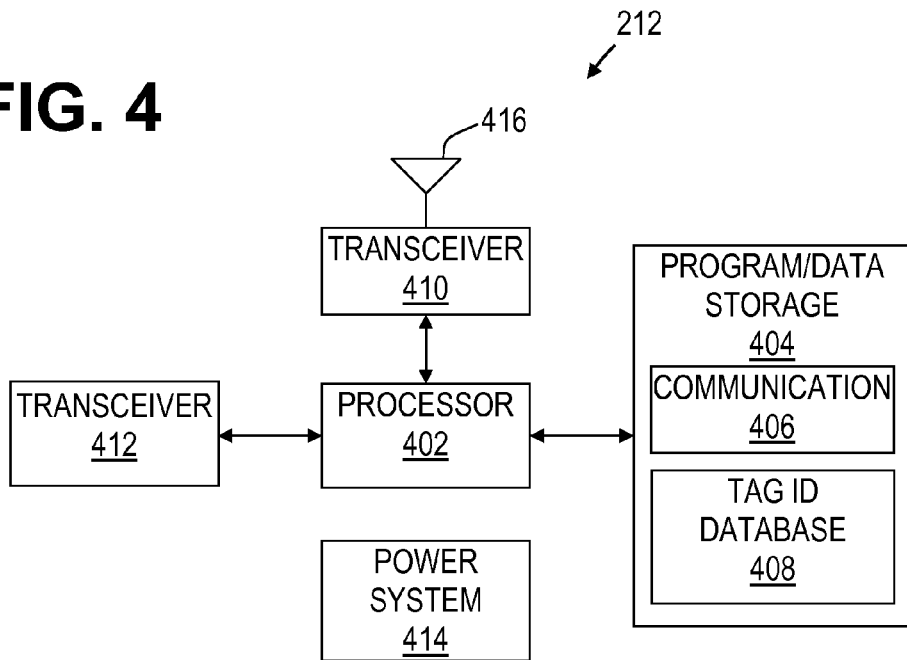 212
FIG. 4
416
TRANSCEIVER
410
PROGRAM/DATA
STORAGE
404
COMMUNICATION
406
TRANSCEIVER
412
PROCESSOR
402
TAG ID
DATABASE
408
POWER
SYSTEM
414